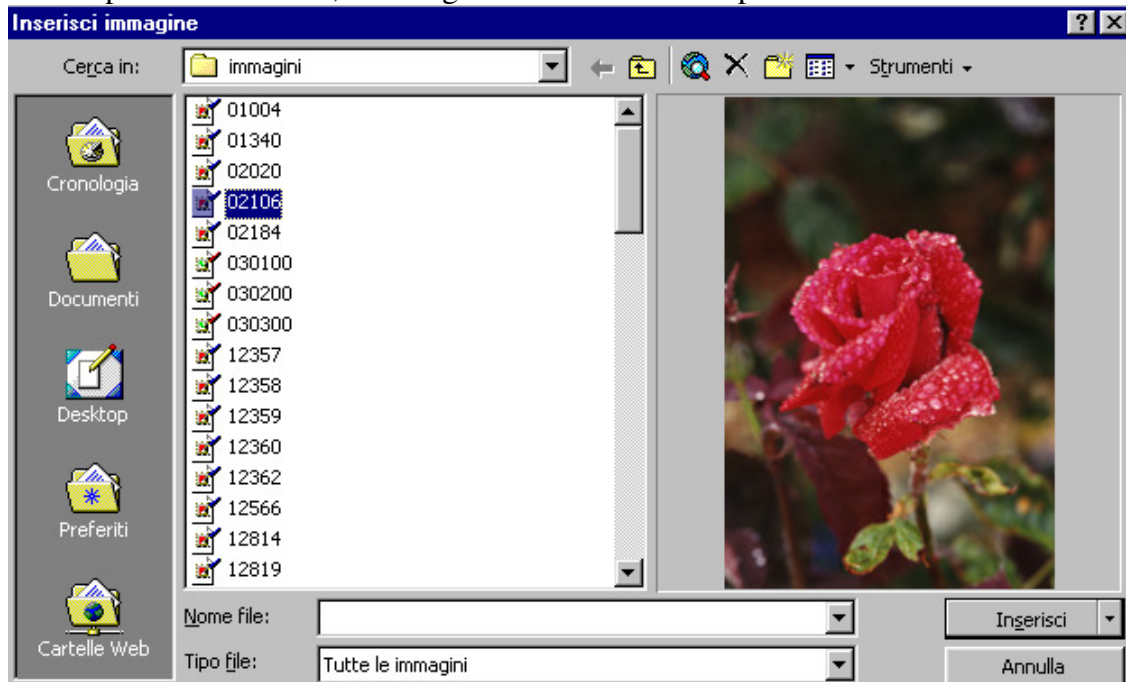 Inserisci immagine
Cerca in: immagini Strumenti
Cronologia
Documenti
Desktop
Preferiti
Cartelle Web
01004
01340
02020
02106
02184
030100
030200
030300
12357
12358
12359
12360
12362
12566
12814
12819
Nome file: Inserisci
Tipo file: Tutte le immagini Annulla